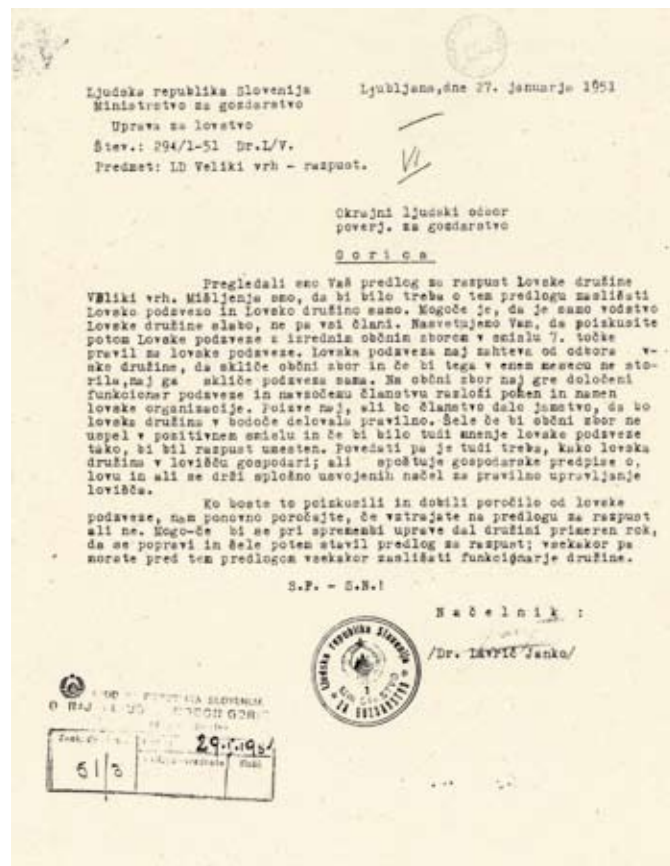 Ljudska republika Slovenija
Ljubljana,dne 27. januarja 1951
Ministrstvo za gozdarstvo
Uprava za lovstvo
Štev.: 294/1-51 Dr.L/V.
Predmet: LD Veliki vrh - razpust.
VI
Okrajni ljudski odbor
poverj. za gozdarstvo
Gorica
Pregledali smo Vaš predlog za razpust Lovske družine
Veliki vrh. Mišljenja smo, da bi bilo treba o tem predlogu zaslišati
Lovsko podzvezo in Lovsko družino samo. Mogoče je, da je samo vodstvo
Lovske družine slabo, ne pa vsi člani. Nasvetujemo Vam, da poizkusite
potom Lovske podzveze z izrednim občnim zborom v smislu 7. točke
pravil za lovske podzveze. Lovska podzveza naj zahteva od odbora v-
ske družine, da skliče občni zbor in če bi tega v enem mesecu ne sto-
rila,naj ga skliče podzveza sama. Na občni zbor naj gre določeni
funkcionar podzveze in navzočemu članstvu razloži pomen in namen
lovske organizacije. Poizve naj, ali bo članstvo dalo jamstvo, da bo
lovska družina v bodoče delovala pravilno. Šele če bi občni zbor ne
uspel v pozitivnem smislu in če bi bilo tudi mnenje lovske podzveze
tako, bi bil razpust umesten. Povedati pa je tudi treba, kako lovska
družina v lovišču gospodari; ali spoštuje gospodarske predpise o,
lovu in ali se drži splošno usvojenih načel za pravilno upravljanje
lovišča.
Ko boste to poizkusili in dobili poročilo od lovske
podzveze, nam ponovno poročajte, če vztrajate na predlogu za razpust
ali ne. Mogo-če bi se pri spremembi uprave dal družini primeren rok,
da se popravi in šele potem stavil predlog za razpust; vsekakor pa
morate pred tem predlogom vsekakor zaslišati funkcionarje družine.
S.F. - S.N.!
Načelnik :
/Dr. Lavrič Janko/
Ljudska republika Slovenija
29.I.1951
51/3